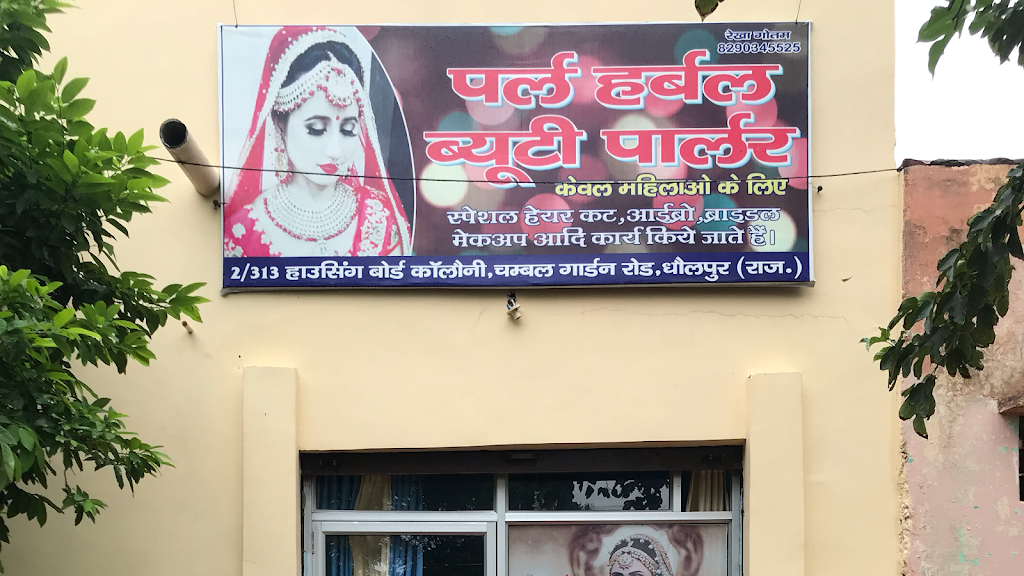 रेखा गोतम
8290345525
पर्ल हर्बल
ब्यूटी पार्लर
केवल महिलाओ के लिए
स्पेशल हेयर कट,आईब्रो,ब्राइडल
मेकअप आदि कार्य किये जाते हैं।
2/313 हाउसिंग बोर्ड कॉलौनी,चम्बल गार्डन रोड,धौलपुर (राज.)